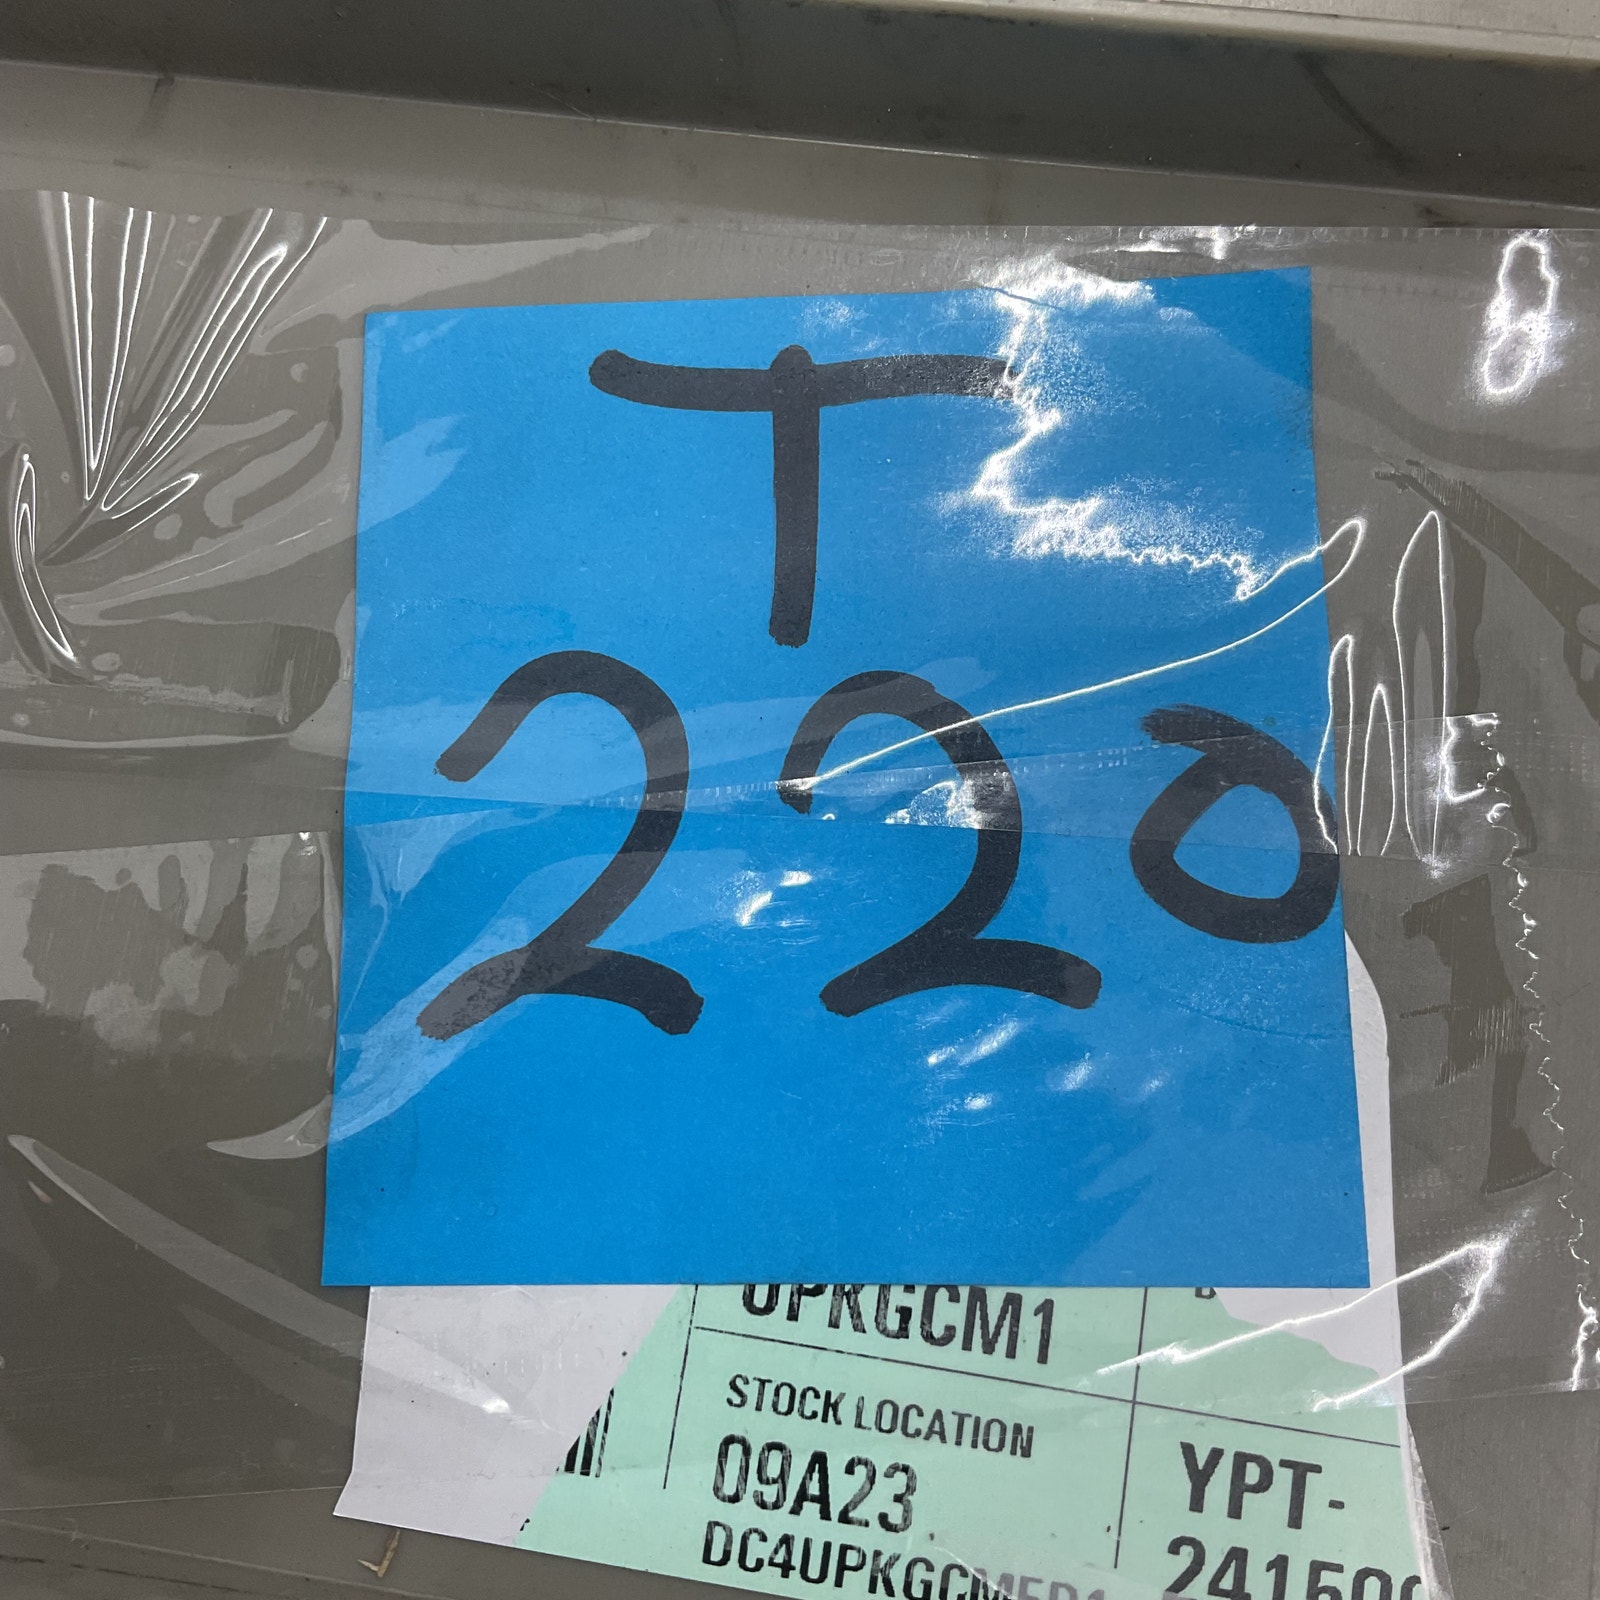 T
220
UPKGCM1
STOCK LOCATION
09A23
YPT-